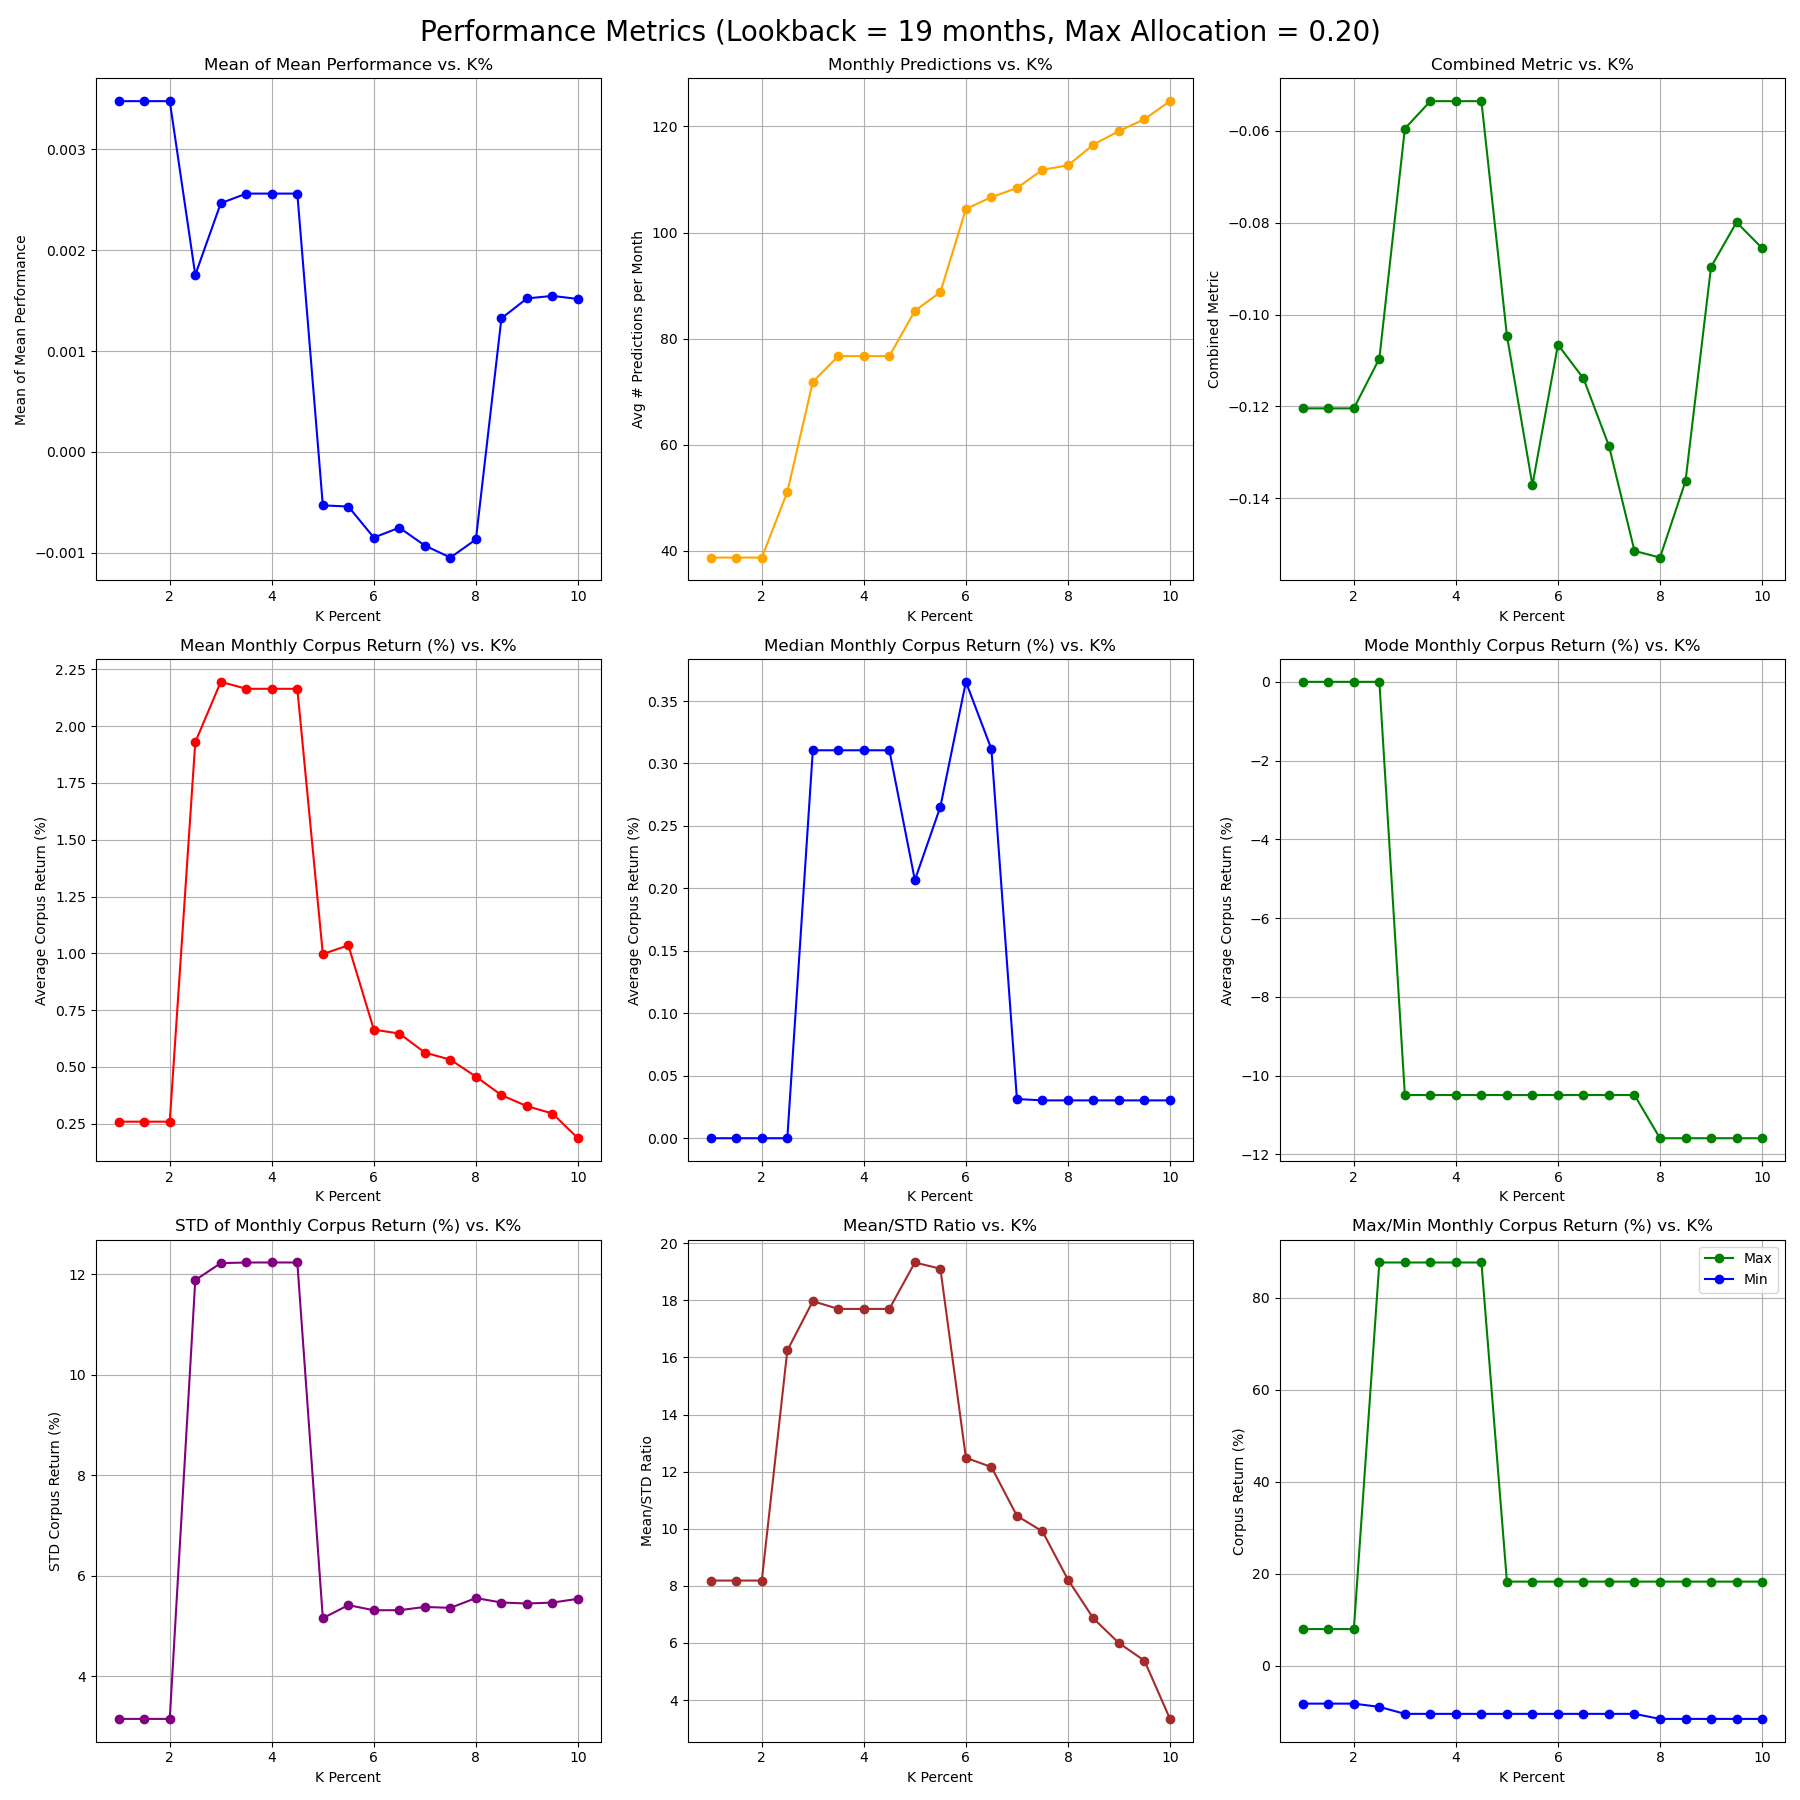 Performance Metrics (Lookback = 19 months, Max Allocation = 0.20)
Mean of Mean Performance vs. K%
Mean of Mean Performance
0.003
0.002
0.001
0.000
−0.001
2 4 6 8 10
K Percent
Monthly Predictions vs. K%
Avg # Predictions per Month
120
100
80
60
40
2 4 6 8 10
K Percent
Combined Metric vs. K%
Combined Metric
−0.06
−0.08
−0.10
−0.12
−0.14
2 4 6 8 10
K Percent
Mean Monthly Corpus Return (%) vs. K%
Average Corpus Return (%)
2.25
2.00
1.75
1.50
1.25
1.00
0.75
0.50
0.25
2 4 6 8 10
K Percent
Median Monthly Corpus Return (%) vs. K%
Average Corpus Return (%)
0.35
0.30
0.25
0.20
0.15
0.10
0.05
0.00
2 4 6 8 10
K Percent
Mode Monthly Corpus Return (%) vs. K%
Average Corpus Return (%)
0
−2
−4
−6
−8
−10
−12
2 4 6 8 10
K Percent
STD of Monthly Corpus Return (%) vs. K%
STD Corpus Return (%)
12
10
8
6
4
2 4 6 8 10
K Percent
Mean/STD Ratio vs. K%
Mean/STD Ratio
20
18
16
14
12
10
8
6
4
2 4 6 8 10
K Percent
Max/Min Monthly Corpus Return (%) vs. K%
Corpus Return (%)
Max
Min
80
60
40
20
0
2 4 6 8 10
K Percent